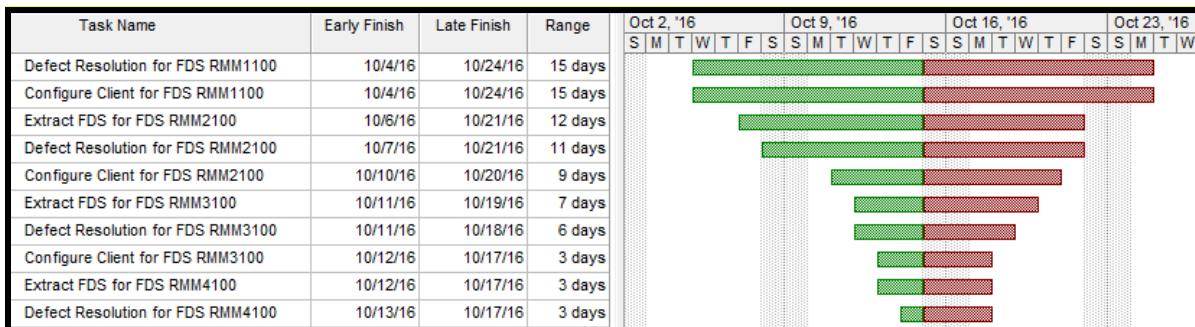 Task Name Early Finish Late Finish Range Oct 2, '16 Oct 9, '16 Oct 16, '16 Oct 23, '16
S M T W T F S S M T W T F S S M T W T F S S M T W
Defect Resolution for FDS RMM1100 10/4/16 10/24/16 15 days
Configure Client for FDS RMM1100 10/4/16 10/24/16 15 days
Extract FDS for FDS RMM2100 10/6/16 10/21/16 12 days
Defect Resolution for FDS RMM2100 10/7/16 10/21/16 11 days
Configure Client for FDS RMM2100 10/10/16 10/20/16 9 days
Extract FDS for FDS RMM3100 10/11/16 10/19/16 7 days
Defect Resolution for FDS RMM3100 10/11/16 10/18/16 6 days
Configure Client for FDS RMM3100 10/12/16 10/17/16 3 days
Extract FDS for FDS RMM4100 10/12/16 10/17/16 3 days
Defect Resolution for FDS RMM4100 10/13/16 10/17/16 3 days